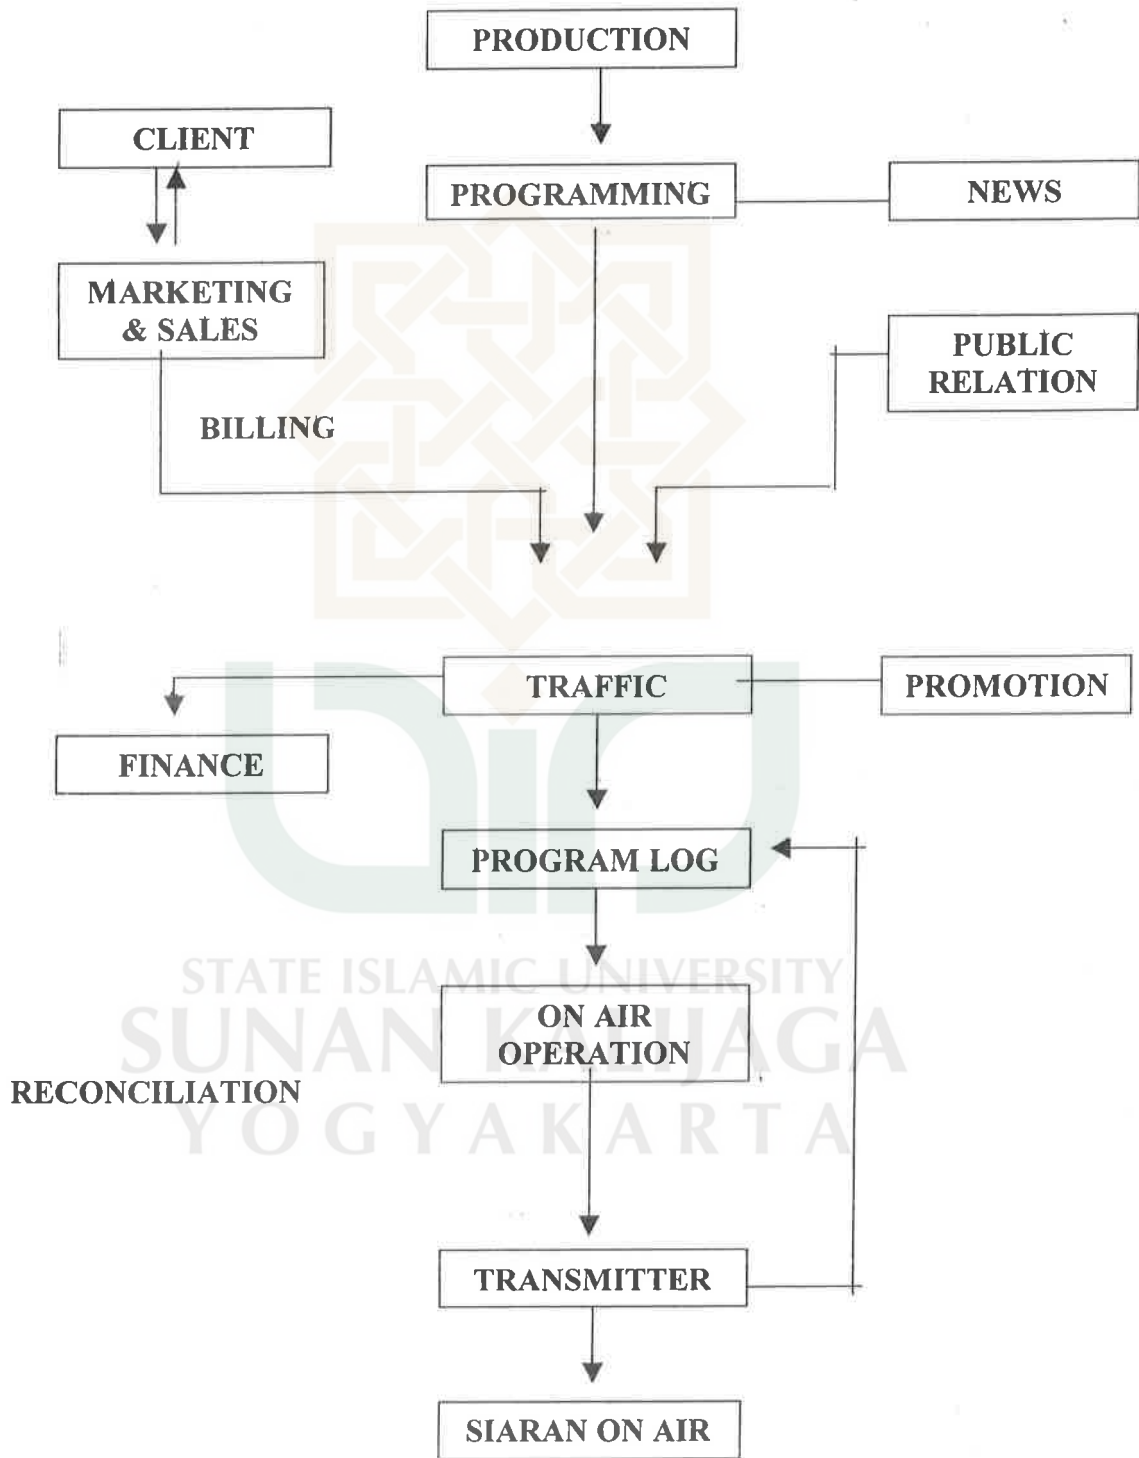 PRODUCTION
CLIENT
PROGRAMMING
NEWS
MARKETING
& SALES
PUBLIC
RELATION
BILLING
TRAFFIC
PROMOTION
FINANCE
PROGRAM LOG
STATE ISLAMIC UNIVERSITY
SUNAN KALIJAGA
YOGYAKARTA
ON AIR
OPERATION
RECONCILIATION
TRANSMITTER
SIARAN ON AIR